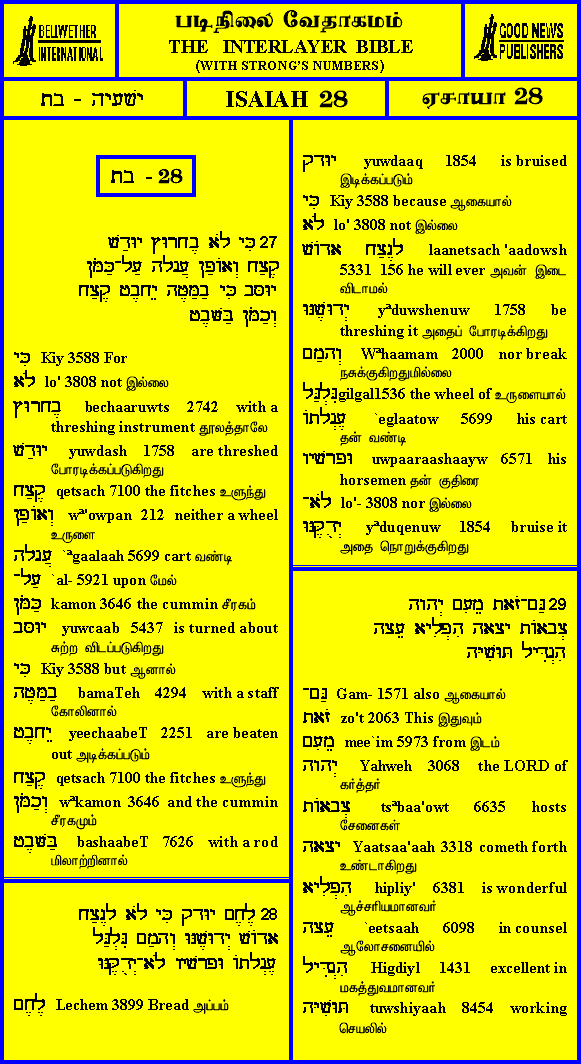 BELLWETHER
INTERNATIONAL
படிநிலை வேதாகமம்
THE INTERLAYER BIBLE
(WITH STRONG'S NUMBERS)
GOOD NEWS
PUBLISHERS
ישעיה - כת
ISAIAH 28
ஏசாயா 28
כת - 28
27 כִּי לֹא בֶחָרוּץ יוּדַשׁ
קֶצַח וְאוֹפַן עֲגָלָה עַל־כַּמֹּן
יוּסּב כִּי בַמַּטֶּה יֵחָבֶט קֶצַח
וְכַמֹּן בַּשָּׁבֶט
כִּי Kiy 3588 For
לֹא lo' 3808 not இல்லை
בֶחָרוּץ bechaaruwts 2742 with a
threshing instrument தூலத்தாலே
יוּדַשׁ yuwdash 1758 are threshed
போரடிக்கப்படுகிறது
קֶצַח qetsach 7100 the fitches உளுந்து
וְאוֹפַן wª'owpan 212 neither a wheel
உருளை
עֲגָלָה `ªgaalaah 5699 cart வண்டி
עַל־ `al- 5921 upon மேல்
כַּמֹּן kamon 3646 the cummin சீரகம்
יוּסּב yuwcaab 5437 is turned about
சுற்ற விடப்படுகிறது
כִּי Kiy 3588 but ஆனால்
בַמַּטֶּה bamaTeh 4294 with a staff
கோலினால்
יֵחָבֶט yeechaabeT 2251 are beaten
out அடிக்கப்படும்
קֶצַח qetsach 7100 the fitches உளுந்து
וְכַמֹּן wªkamon 3646 and the cummin
சீரகமும்
בַּשָּׁבֶט bashaabeT 7626 with a rod
மிலாற்றினால்
28 לֶחֶם יוּדָק כִּי לֹא לָנֶצַח
אָדוֹשׁ יְדוּשֶׁנּוּ וְהָמַם גִּלְגַּל
עֶגְלָתוֹ וּפָרָשָׁיו לֹא־יְדֻקֶּנּוּ
לֶחֶם Lechem 3899 Bread அப்பம்
יוּדָק yuwdaaq 1854 is bruised
இடிக்கப்படும்
כִּי Kiy 3588 because ஆகையால்
לֹא lo' 3808 not இல்லை
לָנֶצַח אָדוֹשׁ laanetsach 'aadowsh
5331 156 he will ever அவன் இடை
விடாமல்
יְדוּשֶׁנּוּ yªduwshenuw 1758 be
threshing it அதைப் போரடிக்கிறது
וְהָמַם Wªhaamam 2000 nor break
நசுக்குகிறதுமில்லை
גִּלְגַּל gilgal1536 the wheel of உருளையால்
עֶגְלָתוֹ `eglaatow 5699 his cart
தன் வண்டி
וּפָרָשָׁיו uwpaaraashaayw 6571 his
horsemen தன் குதிரை
לֹא־ lo'- 3808 nor இல்லை
יְדֻקֶּנּוּ yªduqenuw 1854 bruise it
அதை நொறுக்குகிறது
29 גַּם־זֹאת מֵעִם יְהוָה
צְבָאוֹת יָצָאָה הִפְלִיא עֵצָה
הִגְדִּיל תּוּשִׁיָּה
גַּם־ Gam- 1571 also ஆகையால்
זֹאת zo't 2063 This இதுவும்
מֵעִם mee`im 5973 from இடம்
יְהוָה Yahweh 3068 the LORD of
கர்த்தர்
צְבָאוֹת tsªbaa'owt 6635 hosts
சேனைகள்
יָצָאָה Yaatsaa'aah 3318 cometh forth
உண்டாகிறது
הִפְלִיא hipliy' 6381 is wonderful
ஆச்சரியமானவர்
עֵצָה `eetsaah 6098 in counsel
ஆலோசனையில்
הִגְדִּיל Higdiyl 1431 excellent in
மகத்துவமானவர்
תּוּשִׁיָּה tuwshiyaah 8454 working
செயலில்